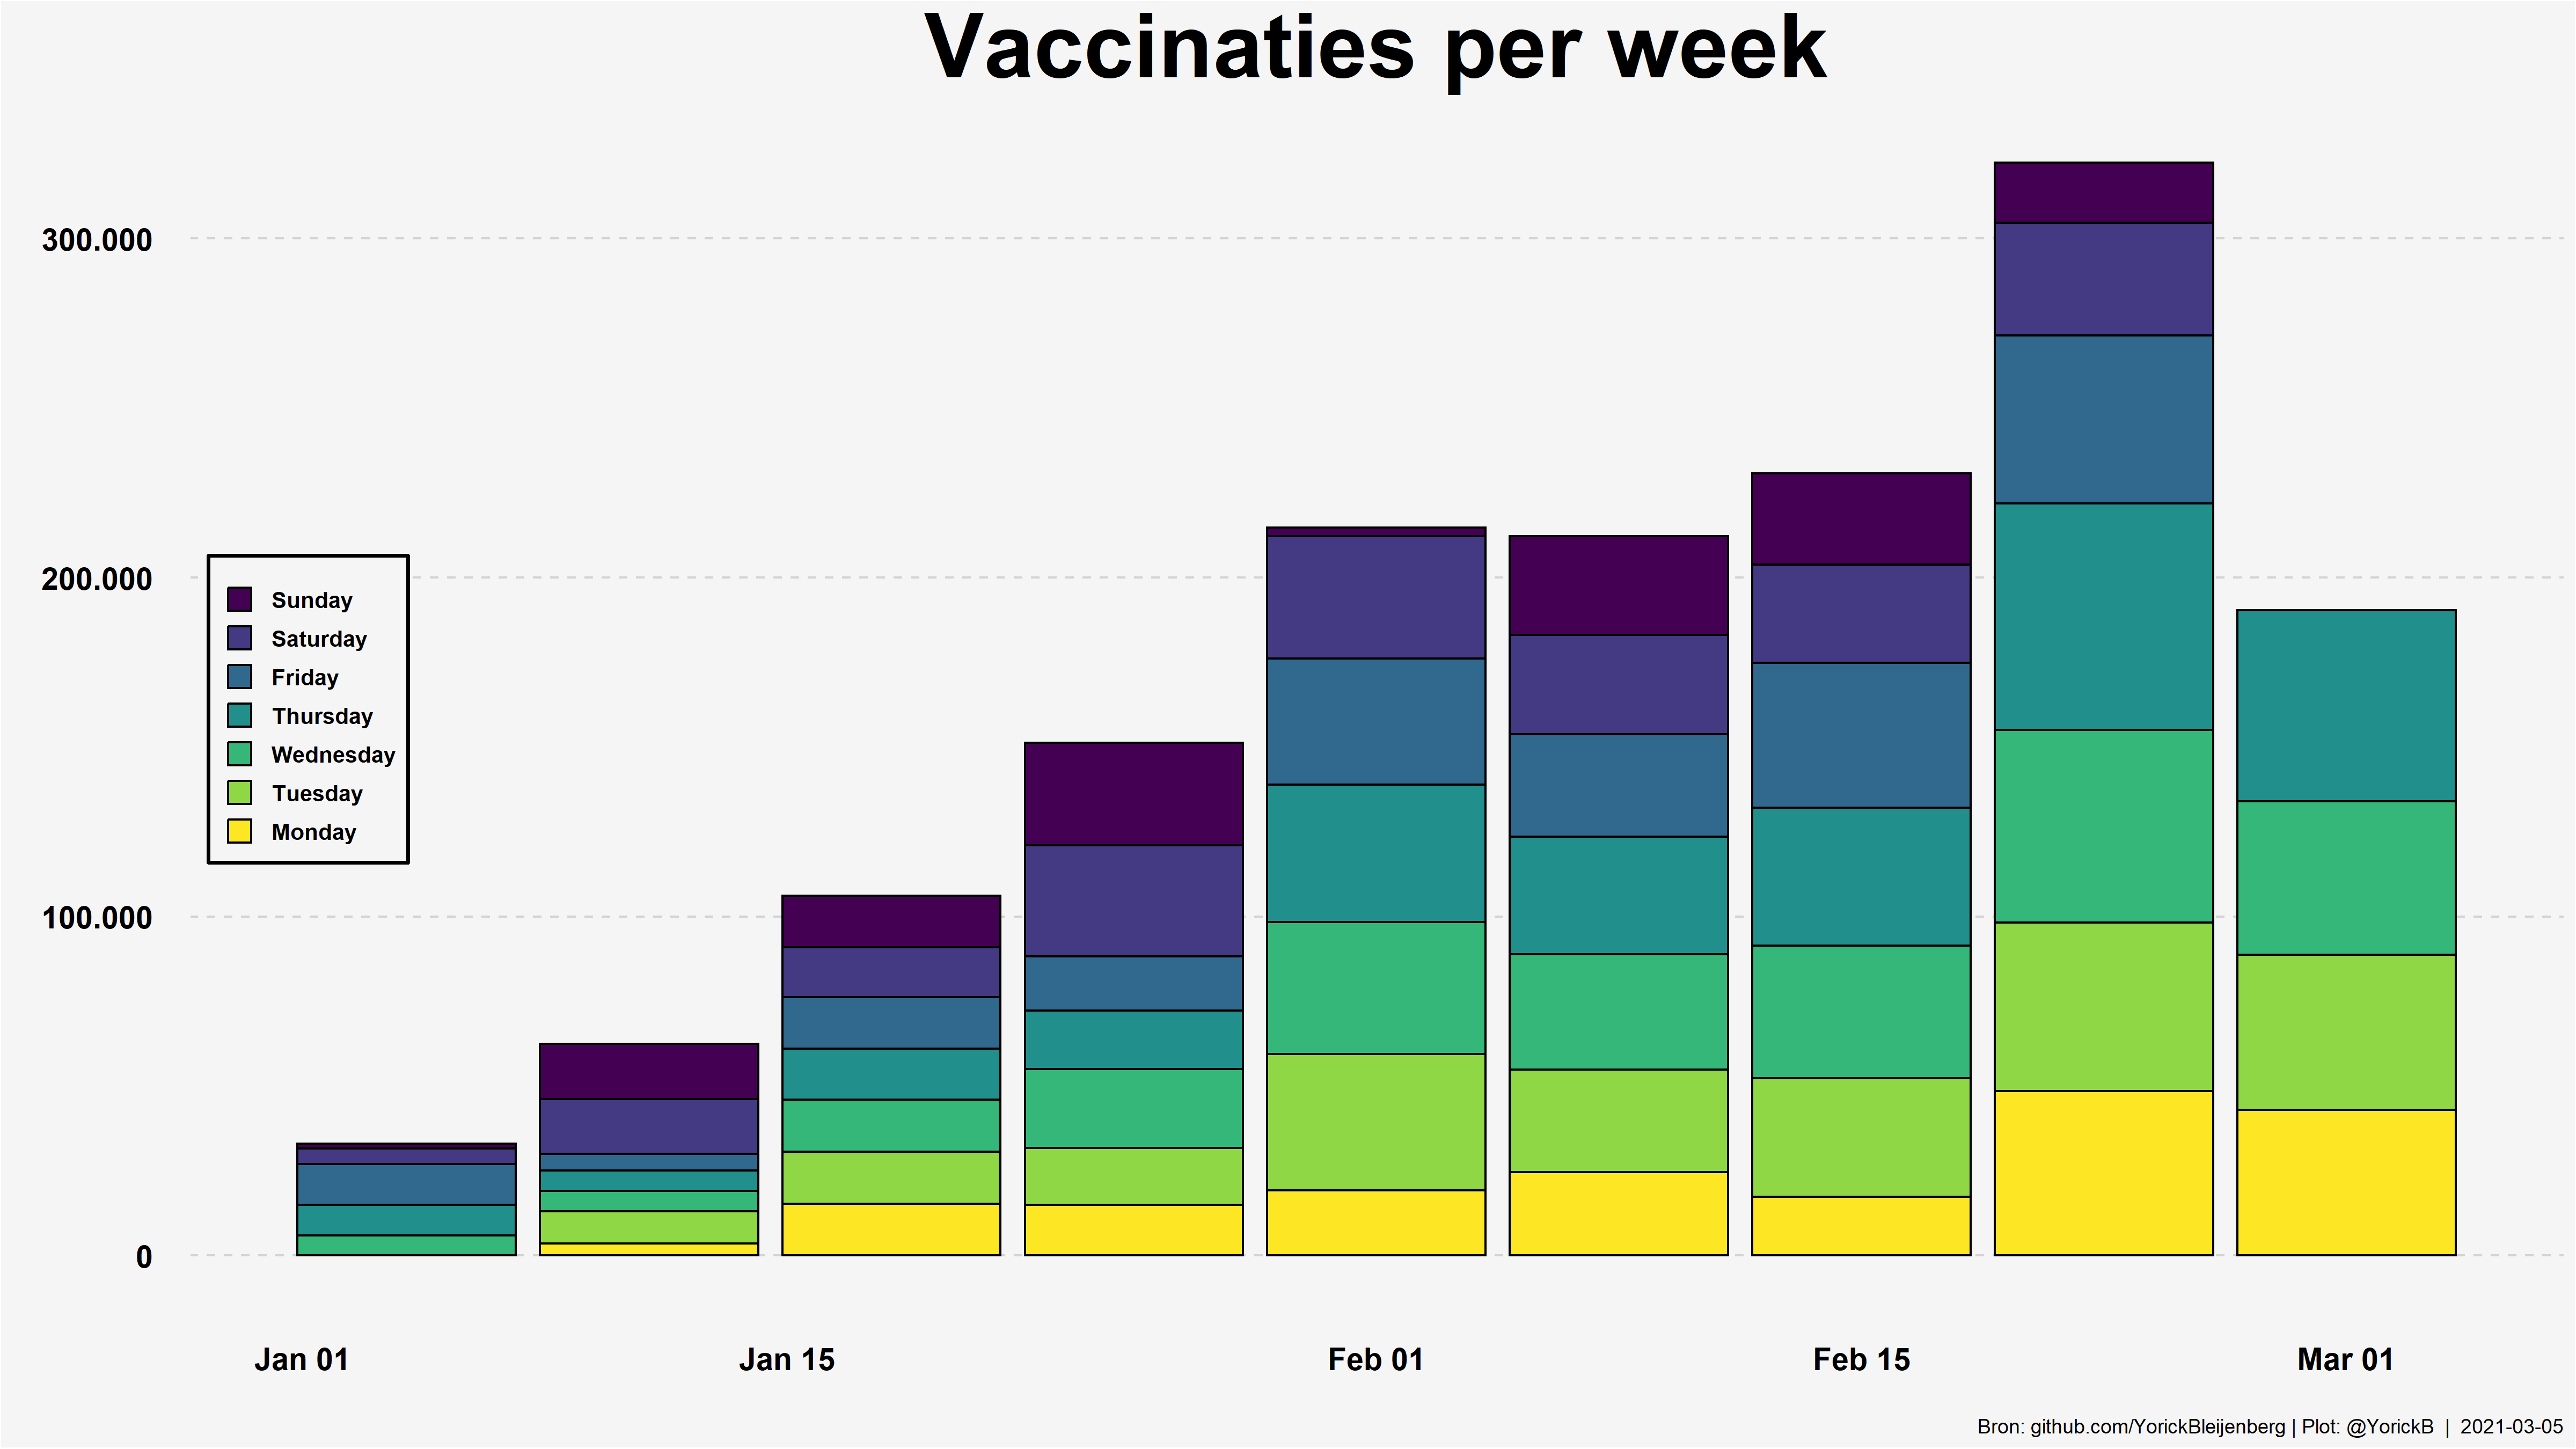 Vaccinaties per week
300.000
200.000
100.000
0
Sunday
Saturday
Friday
Thursday
Wednesday
Tuesday
Monday
Jan 01
Jan 15
Feb 01
Feb 15
Mar 01
Bron: github.com/YorickBleijenberg | Plot: @YorickB | 2021-03-05